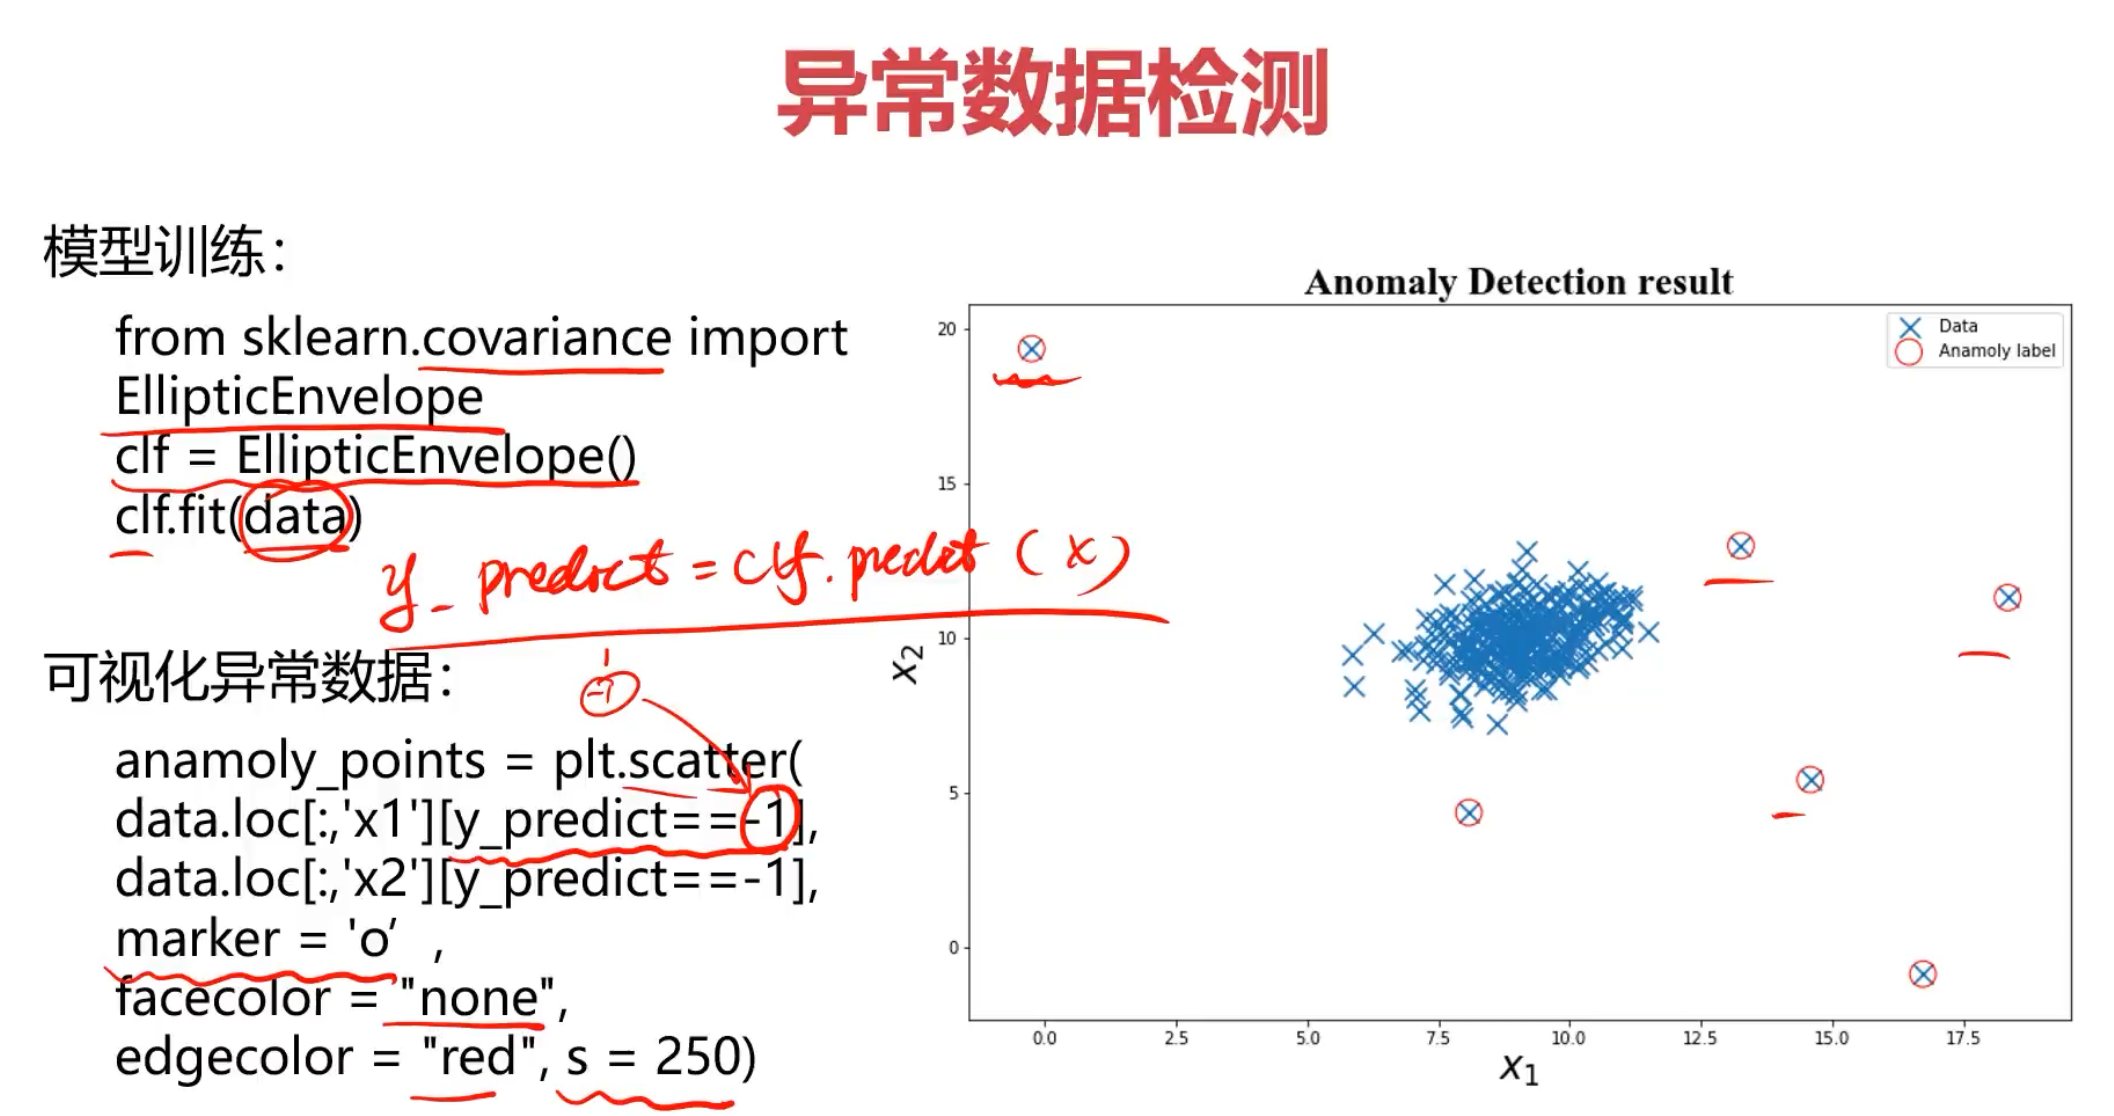 异常数据检测
模型训练：
from sklearn.covariance import
EllipticEnvelope
clf = EllipticEnvelope()
clf.fit(data)
y_predict = clf.predict (x)
可视化异常数据：
-1
anamoly_points = plt.scatter(
data.loc[:,'x1'][y_predict==-1],
data.loc[:,'x2'][y_predict==-1],
marker = 'o' ,
facecolor = "none",
edgecolor = "red", s = 250)
Anomaly Detection result
Data
Anamoly label
20
15
10
5
0
x2
0.0 2.5 5.0 7.5 10.0 12.5 15.0 17.5
x1